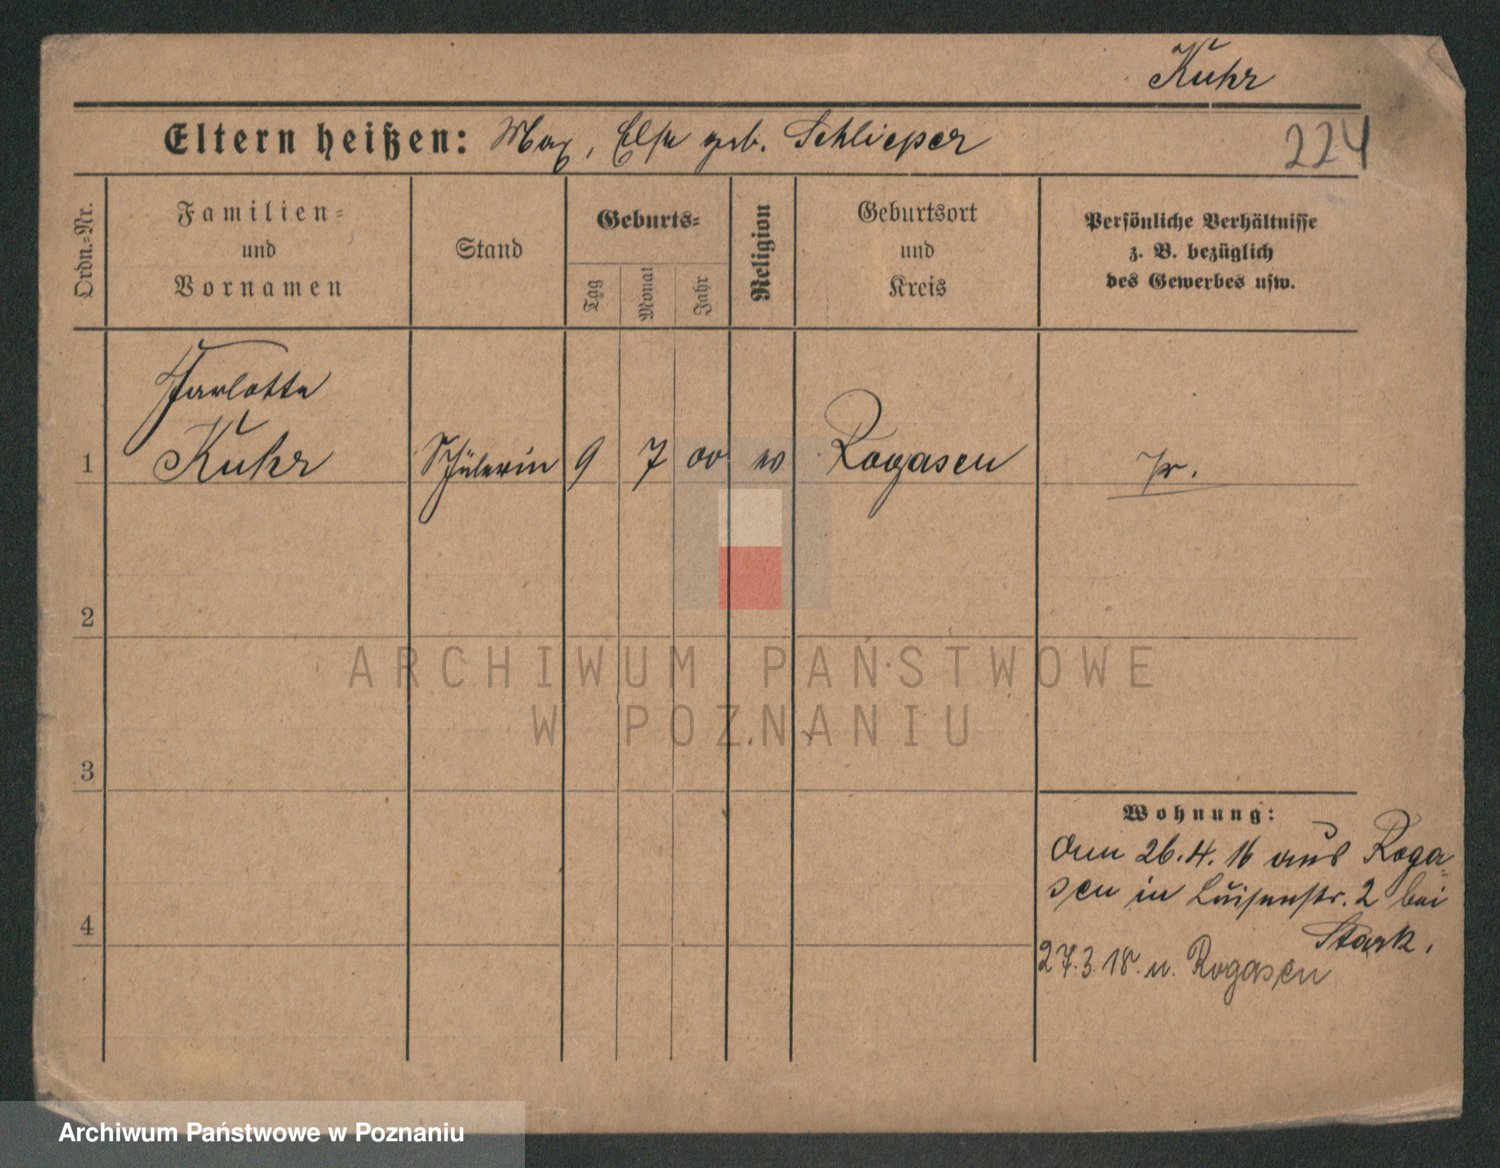 Kuhr
Eltern heißen: Max, Else geb. Schlieper
224
Ordn.=Nr.
Familien=
und
Vornamen
Stand
Geburts=
Tag
Monat
Jahr
Religion
Geburtsort
und
Kreis
Persönliche Verhältnisse
z. B. bezüglich
des Gewerbes usw.
1
Charlotte
Kuhr
Schülerin
9
7
00
Rogasen
Pr.
2
3
4
Wohnung:
26.4.16 aus Roga=
sen in Luisenstr. 2 bei
Stark.
27.3.18. n. Rogasen
ARCHIWUM PAŃSTWOWE
W POZNANIU
Archiwum Państwowe w Poznaniu